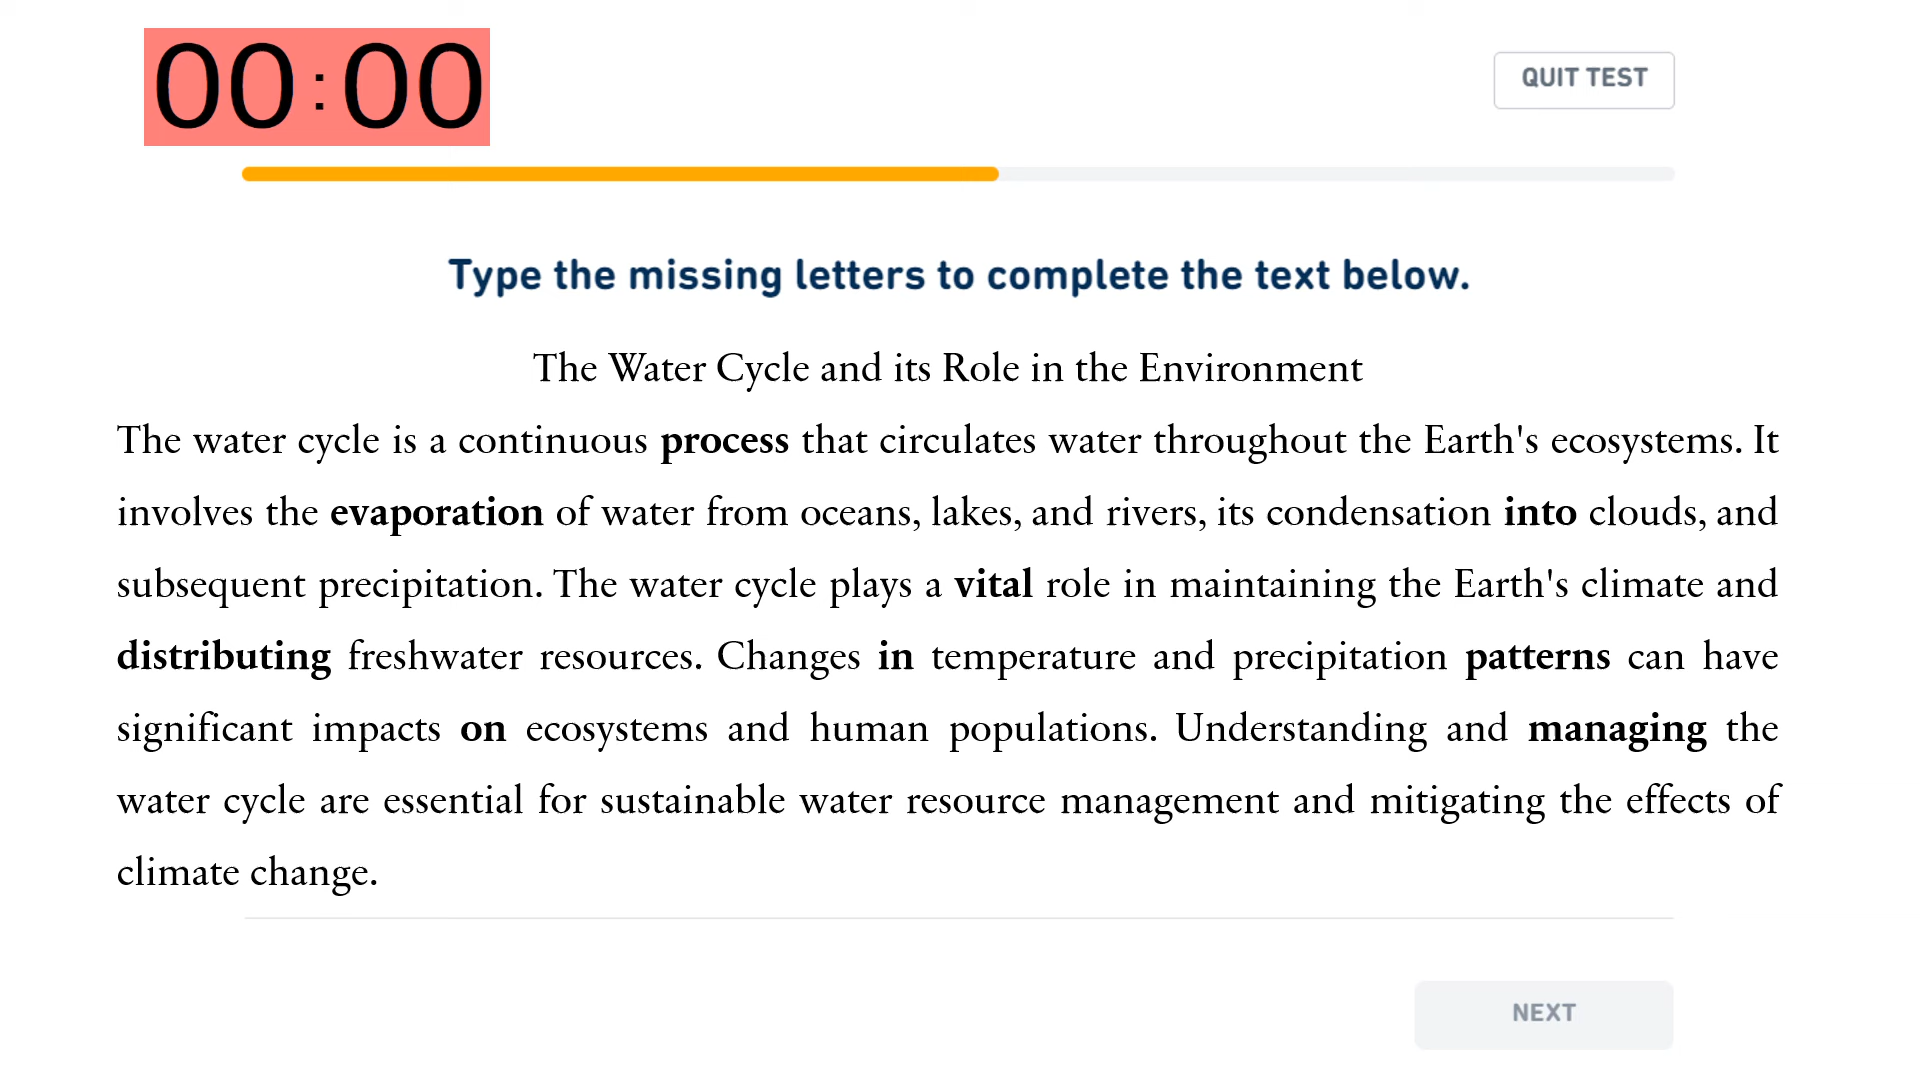 00:00
QUIT TEST
Type the missing letters to complete the text below.
The Water Cycle and its Role in the Environment
The water cycle is a continuous process that circulates water throughout the Earth's ecosystems. It
involves the evaporation of water from oceans, lakes, and rivers, its condensation into clouds, and
subsequent precipitation. The water cycle plays a vital role in maintaining the Earth's climate and
distributing freshwater resources. Changes in temperature and precipitation patterns can have
significant impacts on ecosystems and human populations. Understanding and managing the
water cycle are essential for sustainable water resource management and mitigating the effects of
climate change.
NEXT